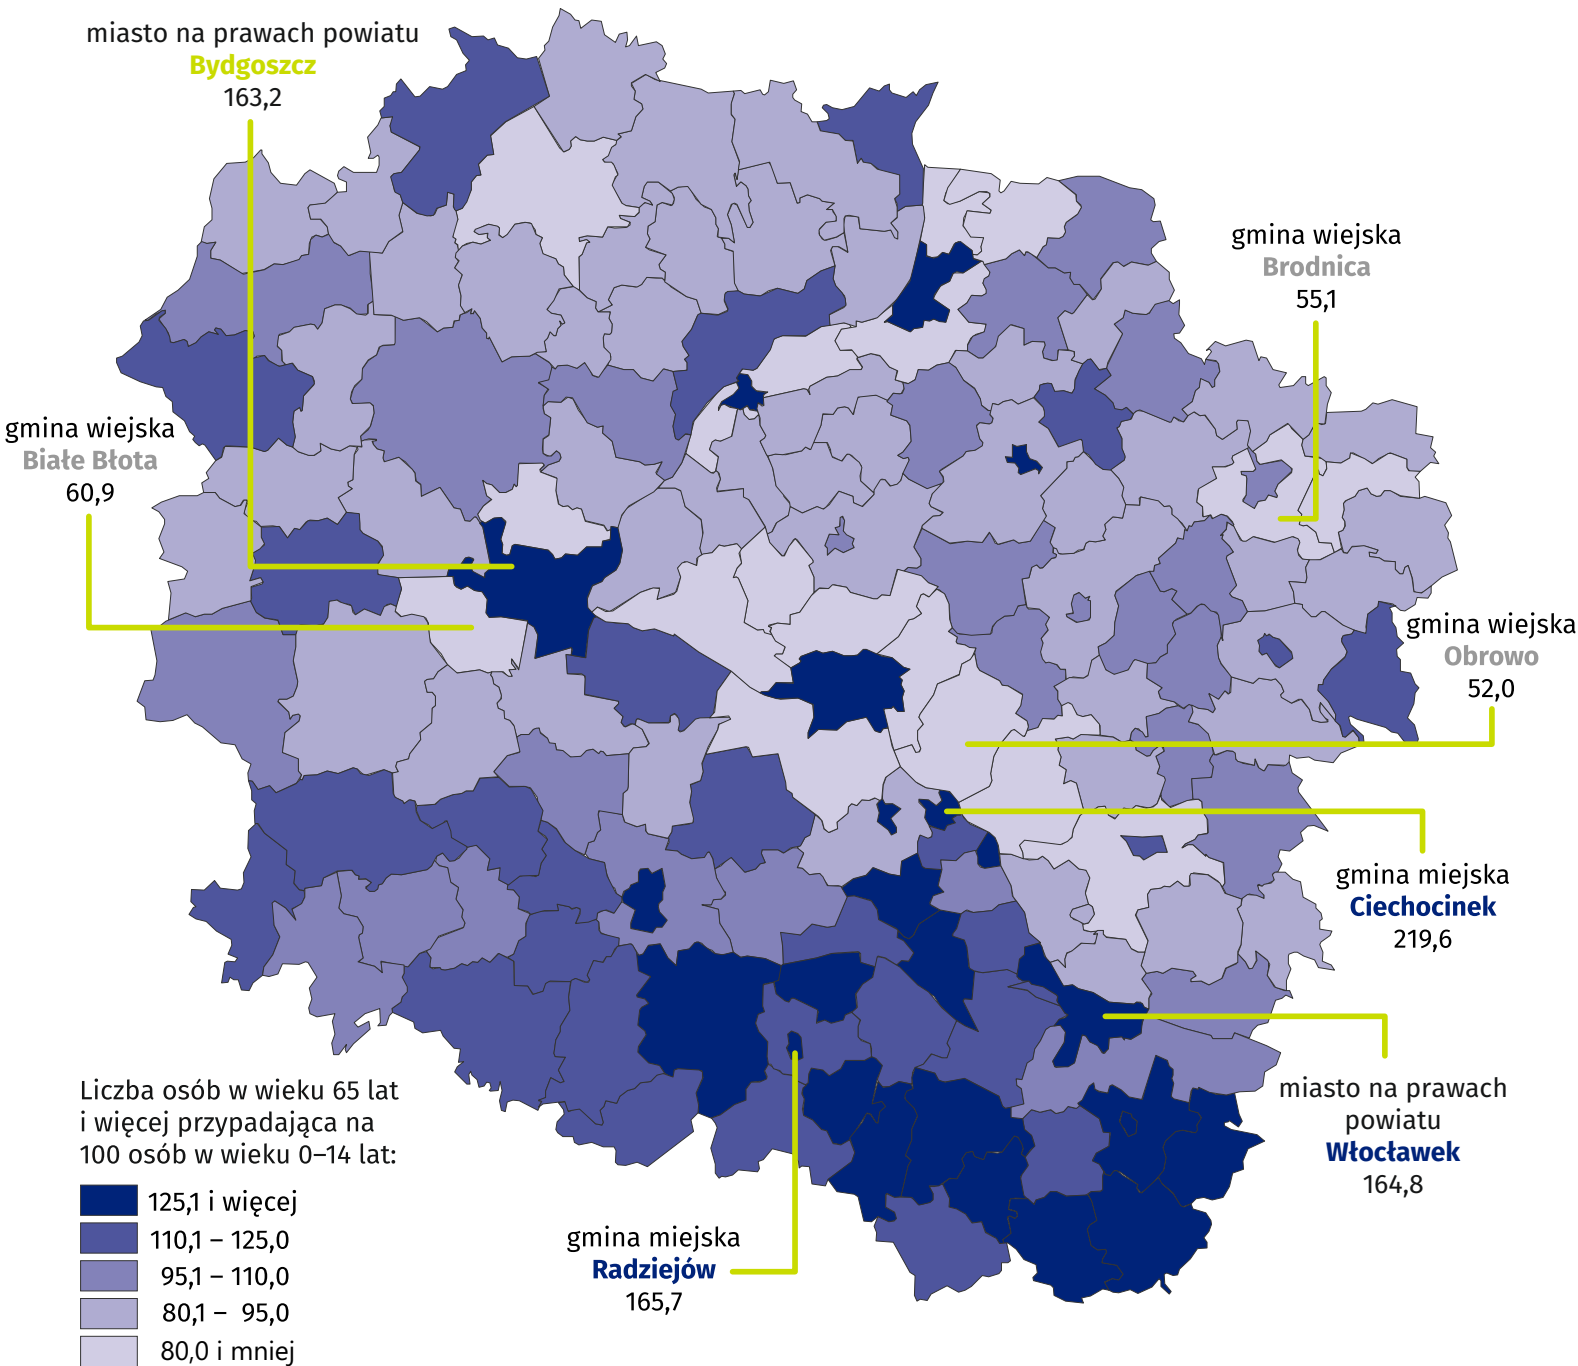 miasto na prawach powiatu
Bydgoszcz
163,2
gmina wiejska
Brodnica
55,1
gmina wiejska
Białe Błota
60,9
gmina wiejska
Obrowo
52,0
gmina miejska
Ciechocinek
219,6
miasto na prawach
powiatu
Włocławek
164,8
gmina miejska
Radziejów
165,7
Liczba osób w wieku 65 lat
i więcej przypadająca na
100 osób w wieku 0–14 lat:
125,1 i więcej
110,1 – 125,0
95,1 – 110,0
80,1 – 95,0
80,0 i mniej